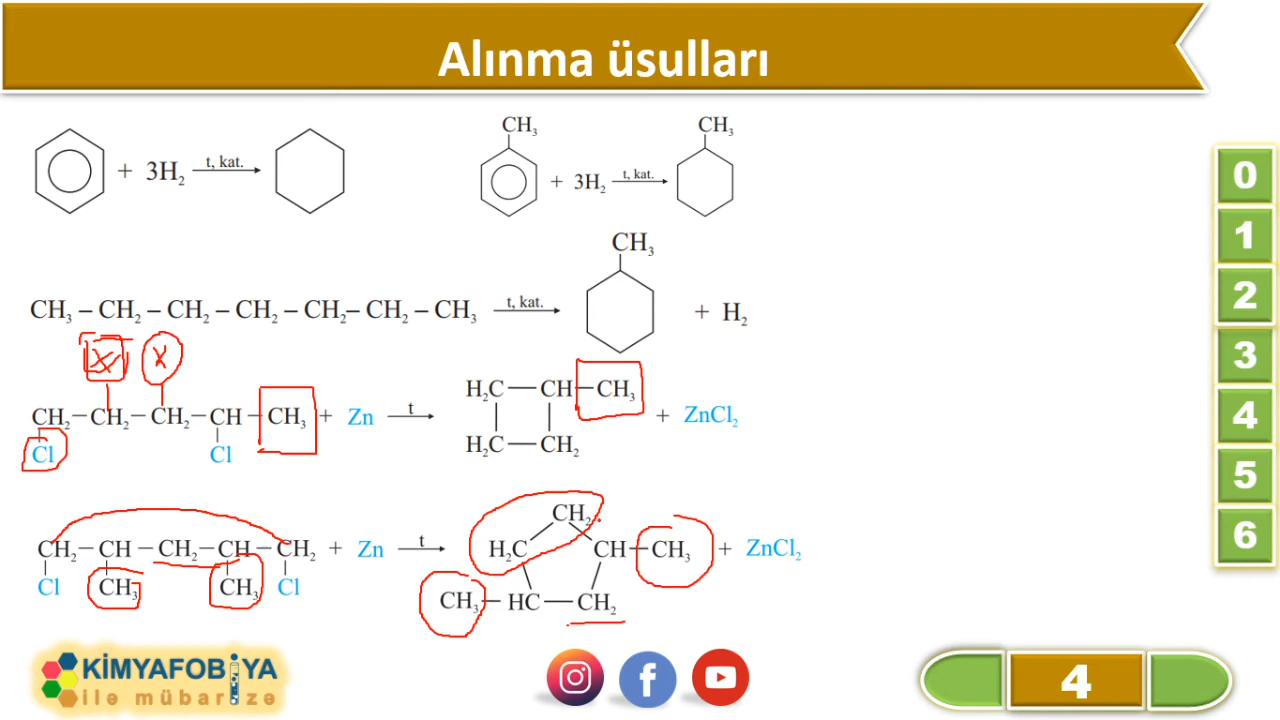 Alınma üsulları
+ 3H₂ t, kat.
CH₃
+ 3H₂ t, kat.
CH₃
CH₃ – CH₂ – CH₂ – CH₂ – CH₂ – CH₂ – CH₃ t, kat.
CH₃
+ H₂
X X
CH₂ – CH₂ – CH₂ – CH – CH₃ + Zn t
Cl Cl
H₂C — CH – CH₃
H₂C — CH₂
+ ZnCl₂
CH₂ – CH – CH₂ – CH – CH₂ + Zn t
Cl CH₃ CH₃ Cl
CH₂
H₂C CH – CH₃ + ZnCl₂
CH₃ – HC — CH₂
0
1
2
3
4
5
6
KİMYAFOBİYA
ilə mübarizə
4